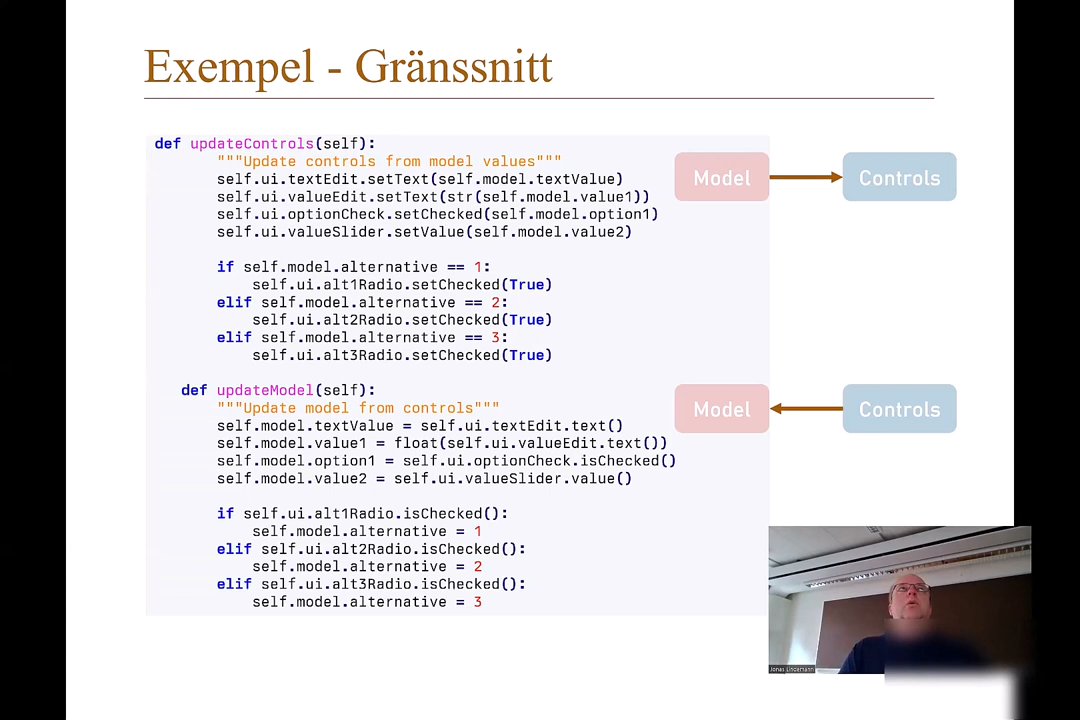 Exempel - Gränssnitt
def updateControls(self):
"""Update controls from model values"""
self.ui.textEdit.setText(self.model.textValue)
self.ui.valueEdit.setText(str(self.model.value1))
self.ui.optionCheck.setChecked(self.model.option1)
self.ui.valueSlider.setValue(self.model.value2)
if self.model.alternative == 1:
self.ui.alt1Radio.setChecked(True)
elif self.model.alternative == 2:
self.ui.alt2Radio.setChecked(True)
elif self.model.alternative == 3:
self.ui.alt3Radio.setChecked(True)
Model
Controls
def updateModel(self):
"""Update model from controls"""
self.model.textValue = self.ui.textEdit.text()
self.model.value1 = float(self.ui.valueEdit.text())
self.model.option1 = self.ui.optionCheck.isChecked()
self.model.value2 = self.ui.valueSlider.value()
if self.ui.alt1Radio.isChecked():
self.model.alternative = 1
elif self.ui.alt2Radio.isChecked():
self.model.alternative = 2
elif self.ui.alt3Radio.isChecked():
self.model.alternative = 3
Model
Controls
Jonas Lindemann